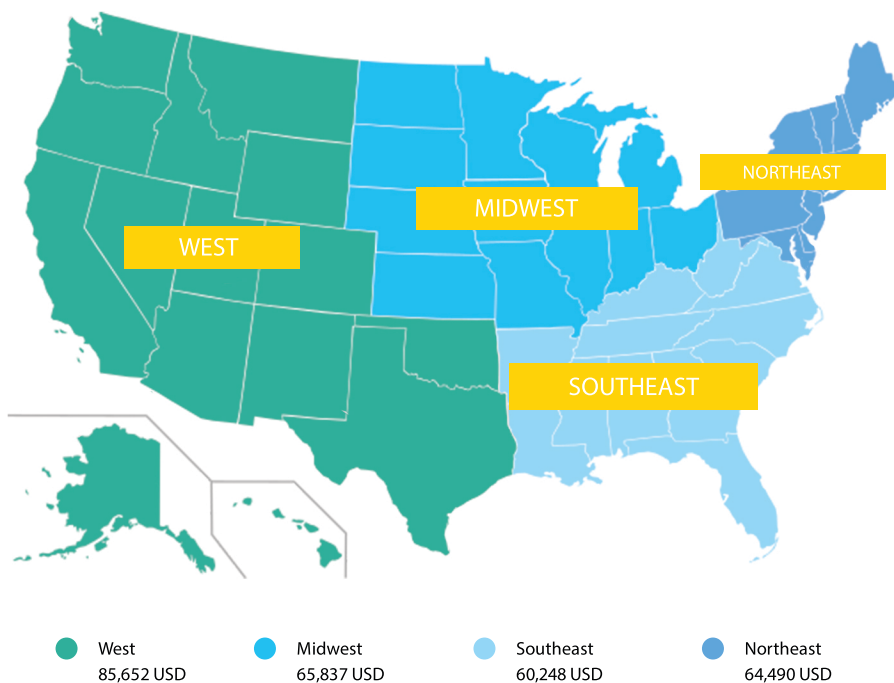 NORTHEAST
MIDWEST
WEST
SOUTHEAST
West
85,652 USD
Midwest
65,837 USD
Southeast
60,248 USD
Northeast
64,490 USD